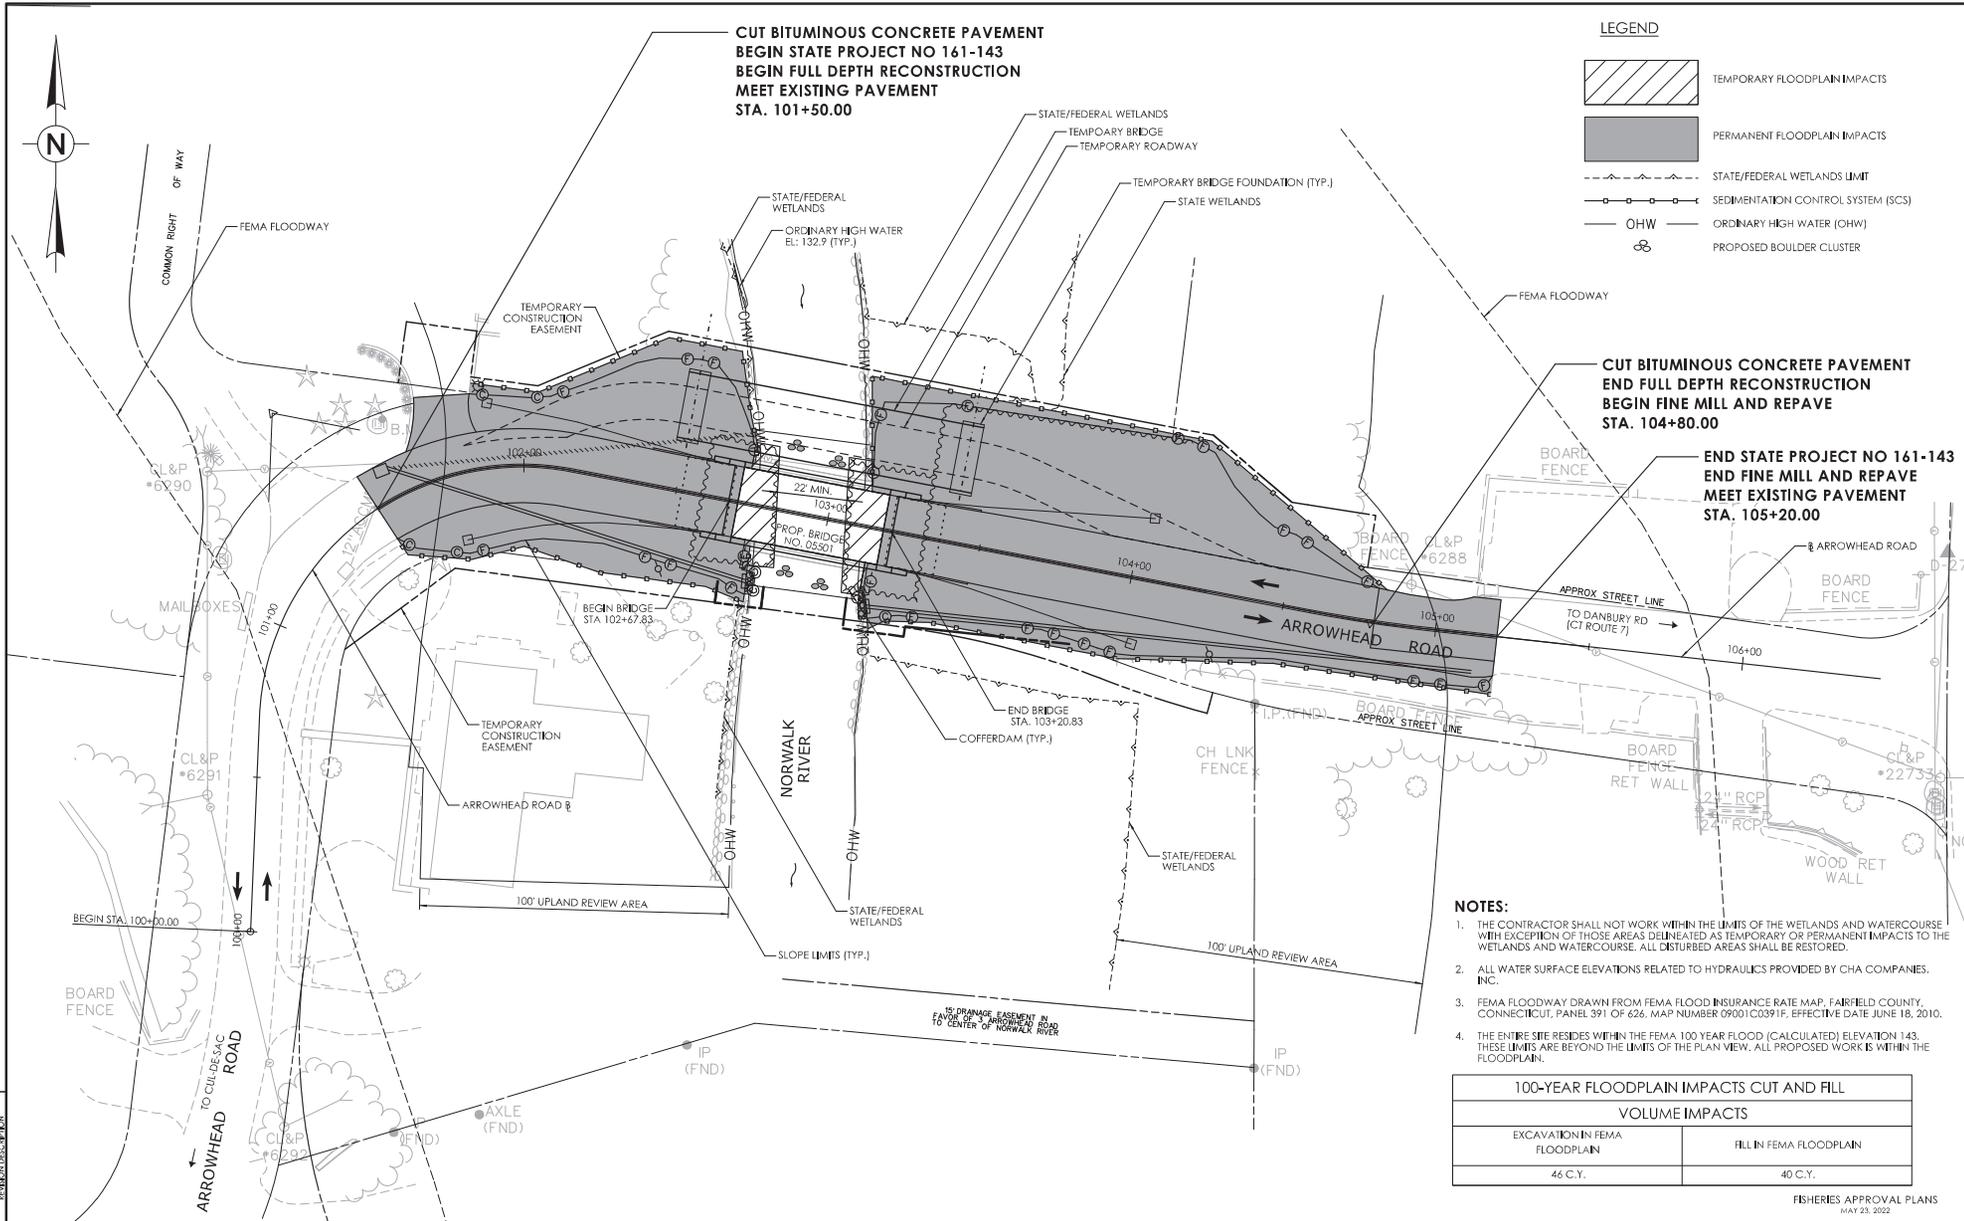 CUT BITUMINOUS CONCRETE PAVEMENT
BEGIN STATE PROJECT NO 161-143
BEGIN FULL DEPTH RECONSTRUCTION
MEET EXISTING PAVEMENT
STA. 101+50.00
LEGEND
TEMPORARY FLOODPLAIN IMPACTS
PERMANENT FLOODPLAIN IMPACTS
STATE/FEDERAL WETLANDS LIMIT
SEDIMENTATION CONTROL SYSTEM (SCS)
OHW
ORDINARY HIGH WATER (OHW)
PROPOSED BOULDER CLUSTER
N
COMMON RIGHT OF WAY
FEMA FLOODWAY
STATE/FEDERAL WETLANDS
TEMPOARY BRIDGE
TEMPORARY ROADWAY
TEMPORARY BRIDGE FOUNDATION (TYP.)
STATE WETLANDS
STATE/FEDERAL
WETLANDS
ORDINARY HIGH WATER
EL: 132.9 (TYP.)
TEMPORARY
CONSTRUCTION
EASEMENT
FEMA FLOODWAY
CUT BITUMINOUS CONCRETE PAVEMENT
END FULL DEPTH RECONSTRUCTION
BEGIN FINE MILL AND REPAVE
STA. 104+80.00
END STATE PROJECT NO 161-143
END FINE MILL AND REPAVE
MEET EXISTING PAVEMENT
STA. 105+20.00
℄ ARROWHEAD ROAD
OHW
OHW
OHW
OHW
CL&P
*6290
102+00
22' MIN.
103+00
PROP. BRIDGE
NO. 05501
104+00
105+00
106+00
BOARD
FENCE
BOARD
FENCE
CL&P
*6288
BOARD
FENCE
APPROX STREET LINE
TO DANBURY RD
(CT ROUTE 7)
ARROWHEAD ROAD
MAILBOXES
101+00
BEGIN BRIDGE
STA 102+67.83
OHW
END BRIDGE
STA. 103+20.83
COFFERDAM (TYP.)
I.P.(FND)
BOARD FENCE
APPROX STREET LINE
CH LNK
FENCE
BOARD
FENCE
RET WALL
24" RCP
24" RCP
CL&P
*22733
WOOD RET
WALL
TEMPORARY
CONSTRUCTION
EASEMENT
NORWALK
RIVER
CL&P
*6291
ARROWHEAD ROAD ℄
OHW
OHW
STATE/FEDERAL
WETLANDS
100' UPLAND REVIEW AREA
STATE/FEDERAL
WETLANDS
BEGIN STA. 100+00.00
100+00
SLOPE LIMITS (TYP.)
100' UPLAND REVIEW AREA
BOARD
FENCE
15' DRAINAGE EASEMENT IN
FAVOR OF 3 ARROWHEAD ROAD
TO CENTER OF NORWALK RIVER
IP
(FND)
IP
(FND)
AXLE
(FND)
(FND)
TO CUL-DE-SAC
ARROWHEAD ROAD
CL&P
*6292
NOTES:
1. THE CONTRACTOR SHALL NOT WORK WITHIN THE LIMITS OF THE WETLANDS AND WATERCOURSE
WITH EXCEPTION OF THOSE AREAS DELINEATED AS TEMPORARY OR PERMANENT IMPACTS TO THE
WETLANDS AND WATERCOURSE. ALL DISTURBED AREAS SHALL BE RESTORED.
2. ALL WATER SURFACE ELEVATIONS RELATED TO HYDRAULICS PROVIDED BY CHA COMPANIES,
INC.
3. FEMA FLOODWAY DRAWN FROM FEMA FLOOD INSURANCE RATE MAP, FAIRFIELD COUNTY,
CONNECTICUT, PANEL 391 OF 626, MAP NUMBER 09001C0391F, EFFECTIVE DATE JUNE 18, 2010.
4. THE ENTIRE SITE RESIDES WITHIN THE FEMA 100 YEAR FLOOD (CALCULATED) ELEVATION 143.
THESE LIMITS ARE BEYOND THE LIMITS OF THE PLAN VIEW. ALL PROPOSED WORK IS WITHIN THE
FLOODPLAIN.
100-YEAR FLOODPLAIN IMPACTS CUT AND FILL
VOLUME IMPACTS
EXCAVATION IN FEMA
FLOODPLAIN
FILL IN FEMA FLOODPLAIN
46 C.Y.
40 C.Y.
FISHERIES APPROVAL PLANS
MAY 23, 2022
REVISION DESCRIPTION